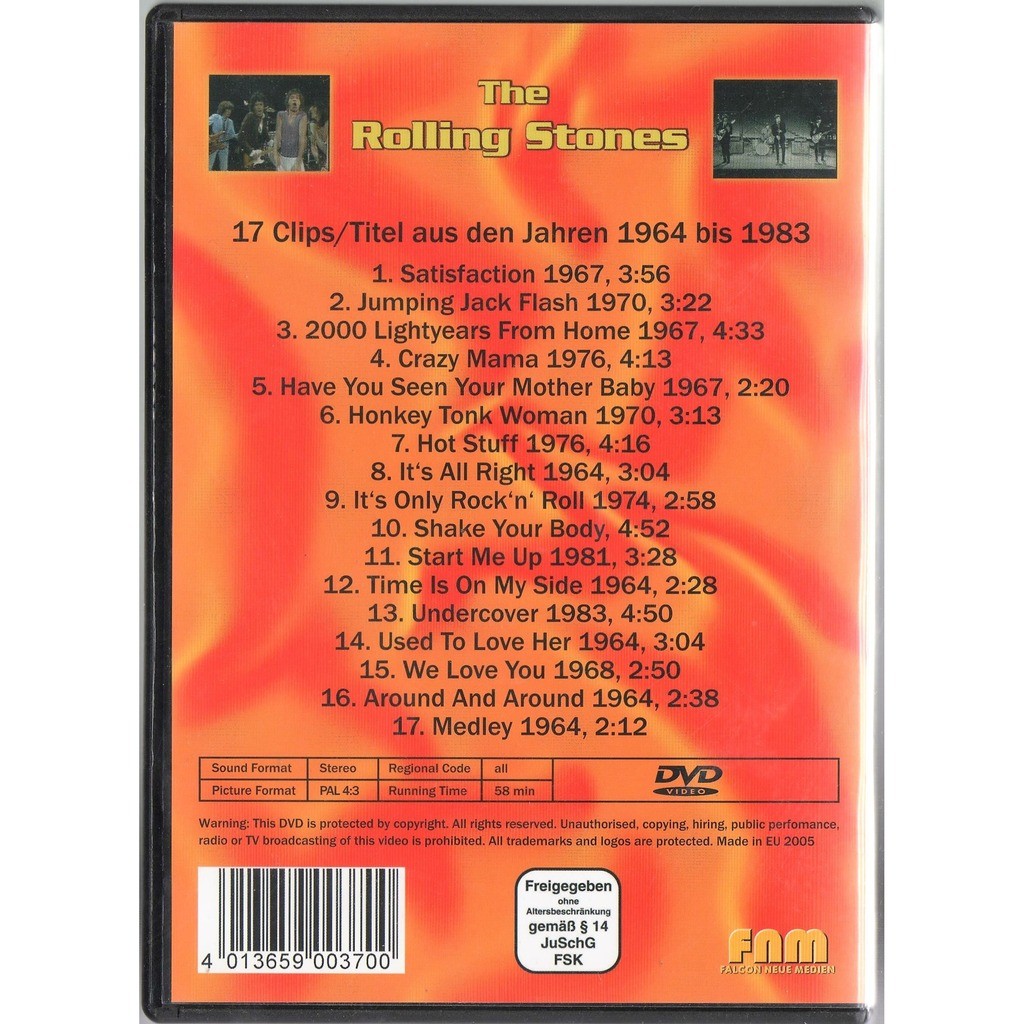 The
Rolling Stones
17 Clips/Titel aus den Jahren 1964 bis 1983
1. Satisfaction 1967, 3:56
2. Jumping Jack Flash 1970, 3:22
3. 2000 Lightyears From Home 1967, 4:33
4. Crazy Mama 1976, 4:13
5. Have You Seen Your Mother Baby 1967, 2:20
6. Honkey Tonk Woman 1970, 3:13
7. Hot Stuff 1976, 4:16
8. It's All Right 1964, 3:04
9. It‘s Only Rock‘n‘ Roll 1974, 2:58
10. Shake Your Body, 4:52
11. Start Me Up 1981, 3:28
12. Time Is On My Side 1964, 2:28
13. Undercover 1983, 4:50
14. Used To Love Her 1964, 3:04
15. We Love You 1968, 2:50
16. Around And Around 1964, 2:38
17. Medley 1964, 2:12
Sound Format Stereo Regional Code all
Picture Format PAL 4:3 Running Time 58 min
DVD
VIDEO
Warning: This DVD is protected by copyright. All rights reserved. Unauthorised, copying, hiring, public perfomance,
radio or TV broadcasting of this video is prohibited. All trademarks and logos are protected. Made in EU 2005
4 013659 003700
Freigegeben
ohne
Altersbeschränkung
gemäß § 14
JuSchG
FSK
FNM
FALCON NEUE MEDIEN